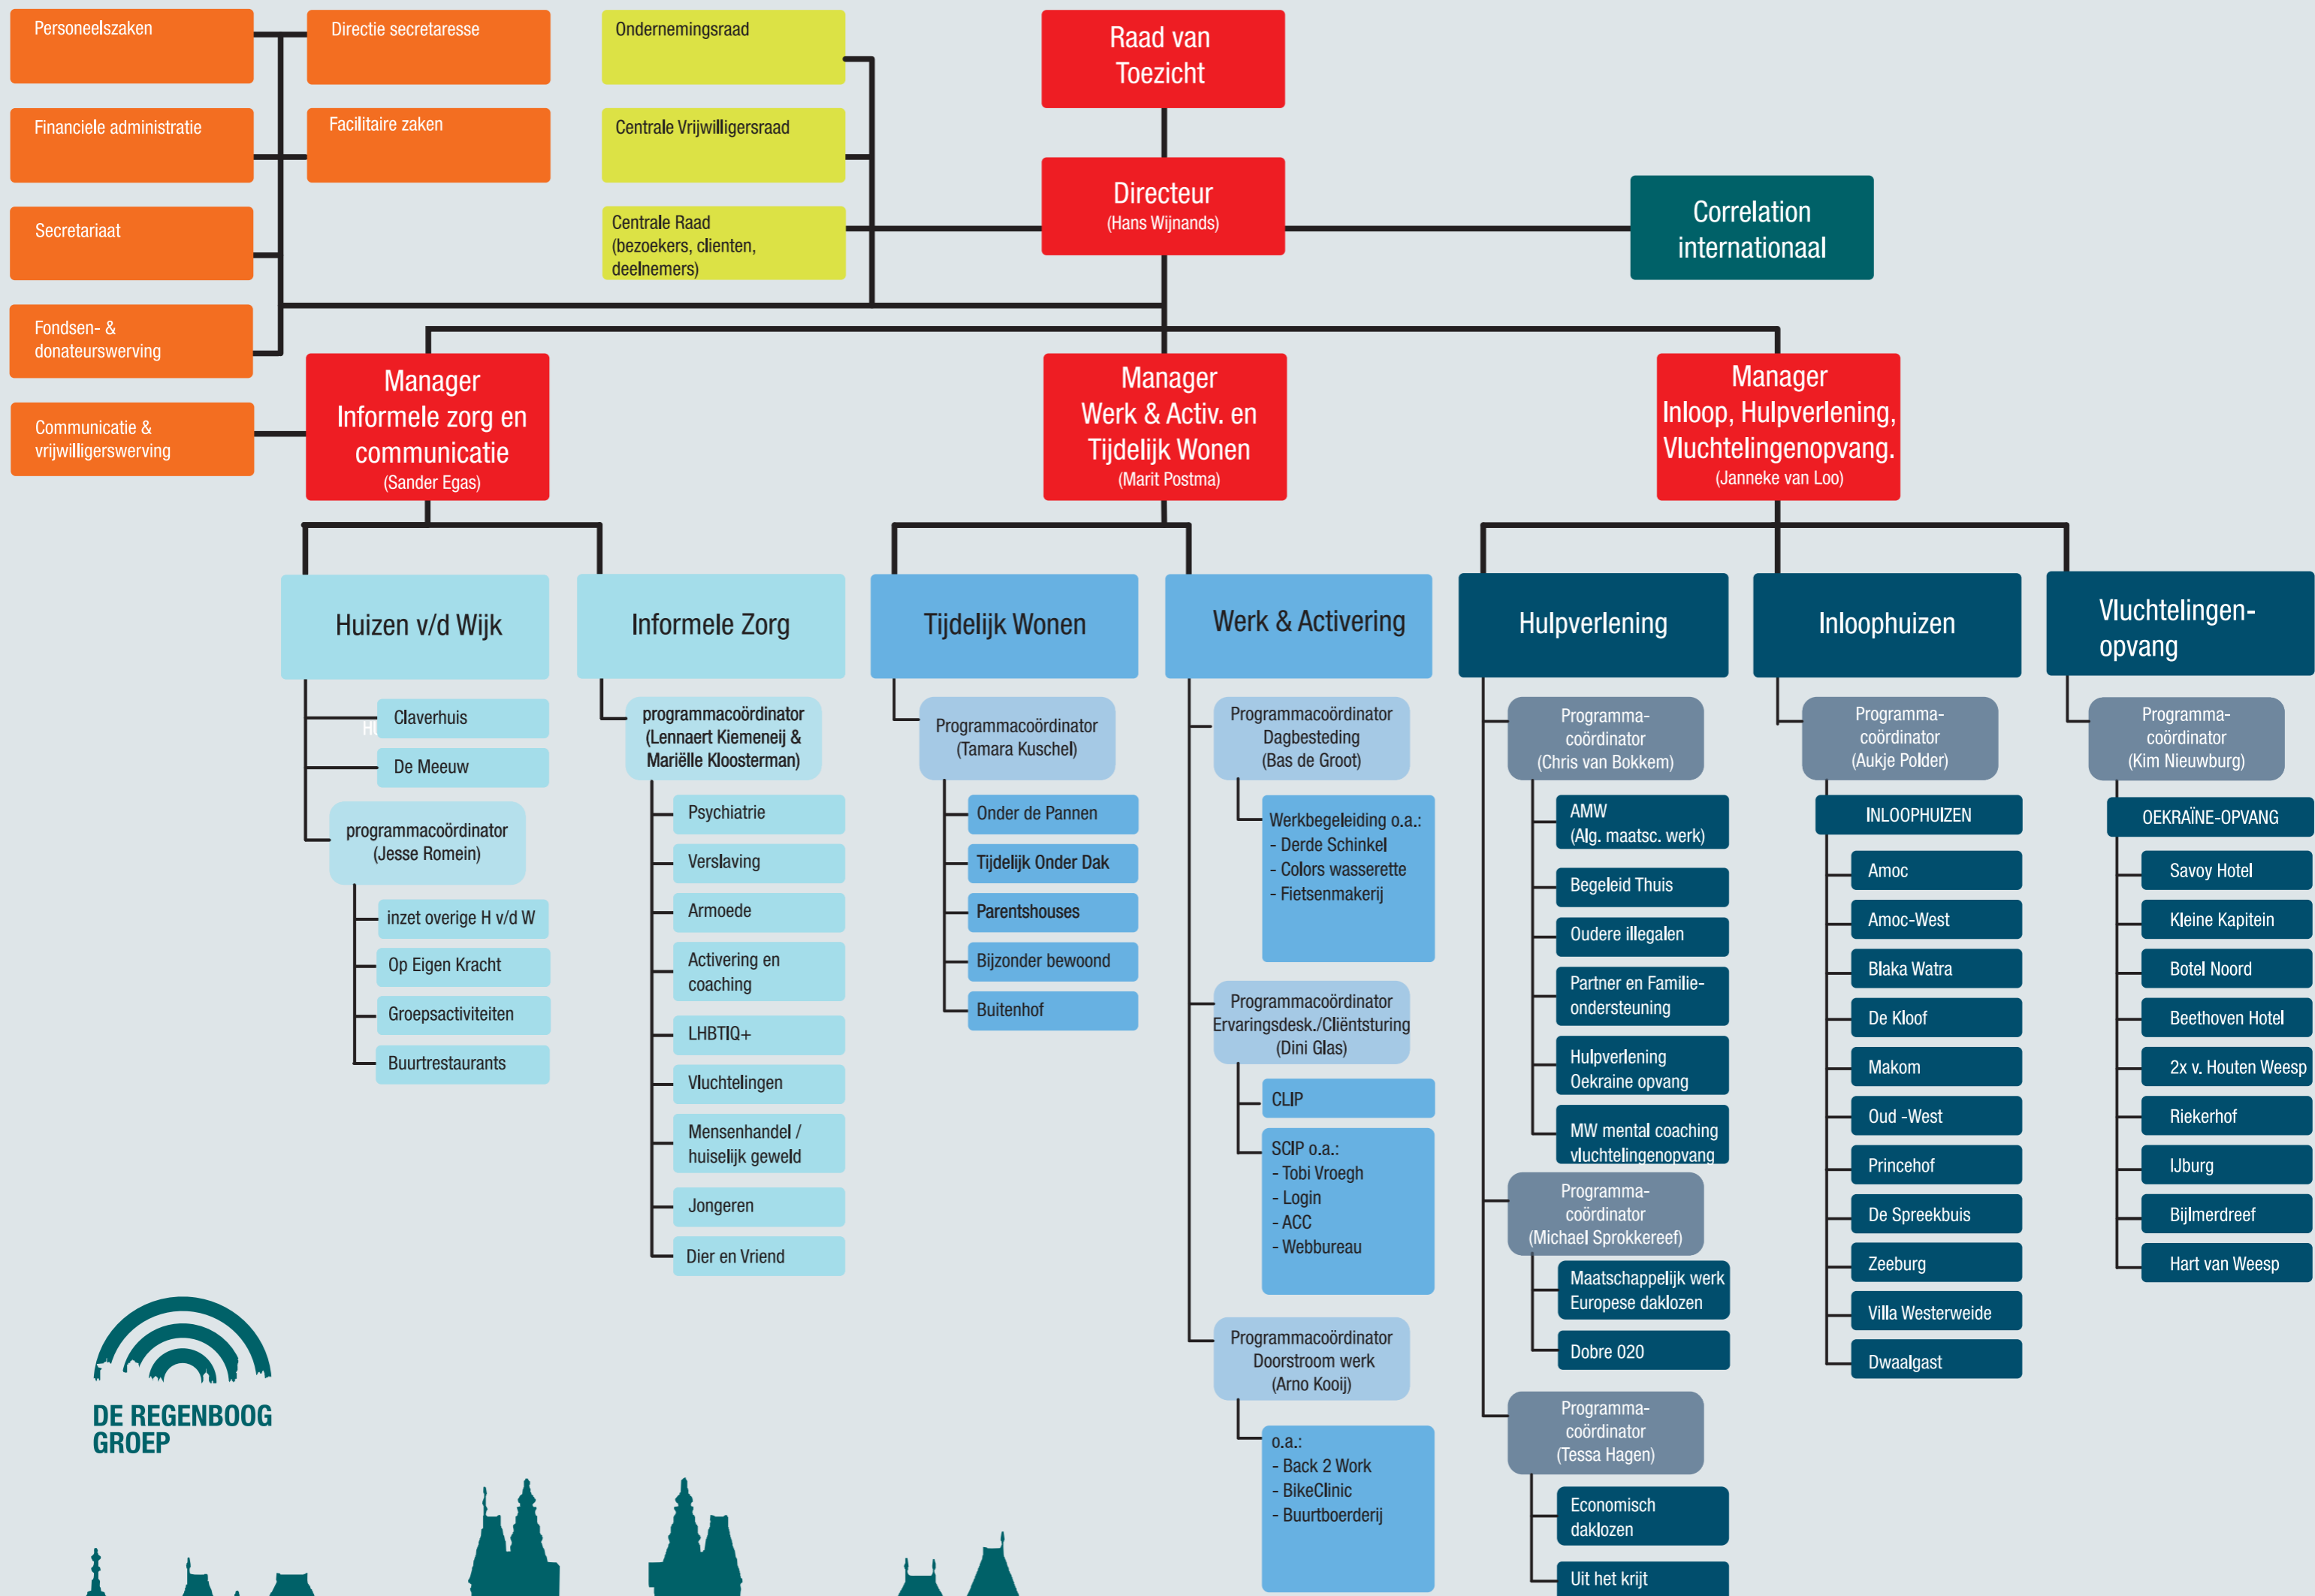 Personeelszaken
Directie secretaresse
Financiele administratie
Facilitaire zaken
Secretariaat
Fondsen- &
donateurswerving
Communicatie &
vrijwilligerswerving
Ondernemingsraad
Centrale Vrijwilligersraad
Centrale Raad
(bezoekers, clienten,
deelnemers)
Raad van
Toezicht
Directeur
(Hans Wijnands)
Correlation
internationaal
Manager
Informele zorg en
communicatie
(Sander Egas)
Manager
Werk & Activ. en
Tijdelijk Wonen
(Marit Postma)
Manager
Inloop, Hulpverlening,
Vluchtelingenopvang.
(Janneke van Loo)
Huizen v/d Wijk
Claverhuis
De Meeuw
programmacoördinator
(Jesse Romein)
inzet overige H v/d W
Op Eigen Kracht
Groepsactiviteiten
Buurtrestaurants
Informele Zorg
programmacoördinator
(Lennaert Kiemeneij &
Mariëlle Kloosterman)
Psychiatrie
Verslaving
Armoede
Activering en
coaching
LHBTIQ+
Vluchtelingen
Mensenhandel /
huiselijk geweld
Jongeren
Dier en Vriend
Tijdelijk Wonen
Programmacoördinator
(Tamara Kuschel)
Onder de Pannen
Tijdelijk Onder Dak
Parentshouses
Bijzonder bewoond
Buitenhof
Werk & Activering
Programmacoördinator
Dagbesteding
(Bas de Groot)
Werkbegeleiding o.a.:
- Derde Schinkel
- Colors wasserette
- Fietsenmakerij
Programmacoördinator
Ervaringsdesk./Cliëntsturing
(Dini Glas)
CLIP
SCIP o.a.:
- Tobi Vroegh
- Login
- ACC
- Webbureau
Programmacoördinator
Doorstroom werk
(Arno Kooij)
o.a.:
- Back 2 Work
- BikeClinic
- Buurtboerderij
Hulpverlening
Programma-
coördinator
(Chris van Bokkem)
AMW
(Alg. maatsc. werk)
Begeleid Thuis
Oudere illegalen
Partner en Familie-
ondersteuning
Hulpverlening
Oekraine opvang
MW mental coaching
vluchtelingenopvang
Programma-
coördinator
(Michael Sprokkereef)
Maatschappelijk werk
Europese daklozen
Dobre 020
Programma-
coördinator
(Tessa Hagen)
Economisch
daklozen
Uit het krijt
Inloophuizen
Programma-
coördinator
(Aukje Polder)
INLOOPHUIZEN
Amoc
Amoc-West
Blaka Watra
De Kloof
Makom
Oud -West
Princehof
De Spreekbuis
Zeeburg
Villa Westerweide
Dwaalgast
Vluchtelingen-
opvang
Programma-
coördinator
(Kim Nieuwburg)
OEKRAÏNE-OPVANG
Savoy Hotel
Kleine Kapitein
Botel Noord
Beethoven Hotel
2x v. Houten Weesp
Riekerhof
IJburg
Bijlmerdreef
Hart van Weesp
DE REGENBOOG
GROEP